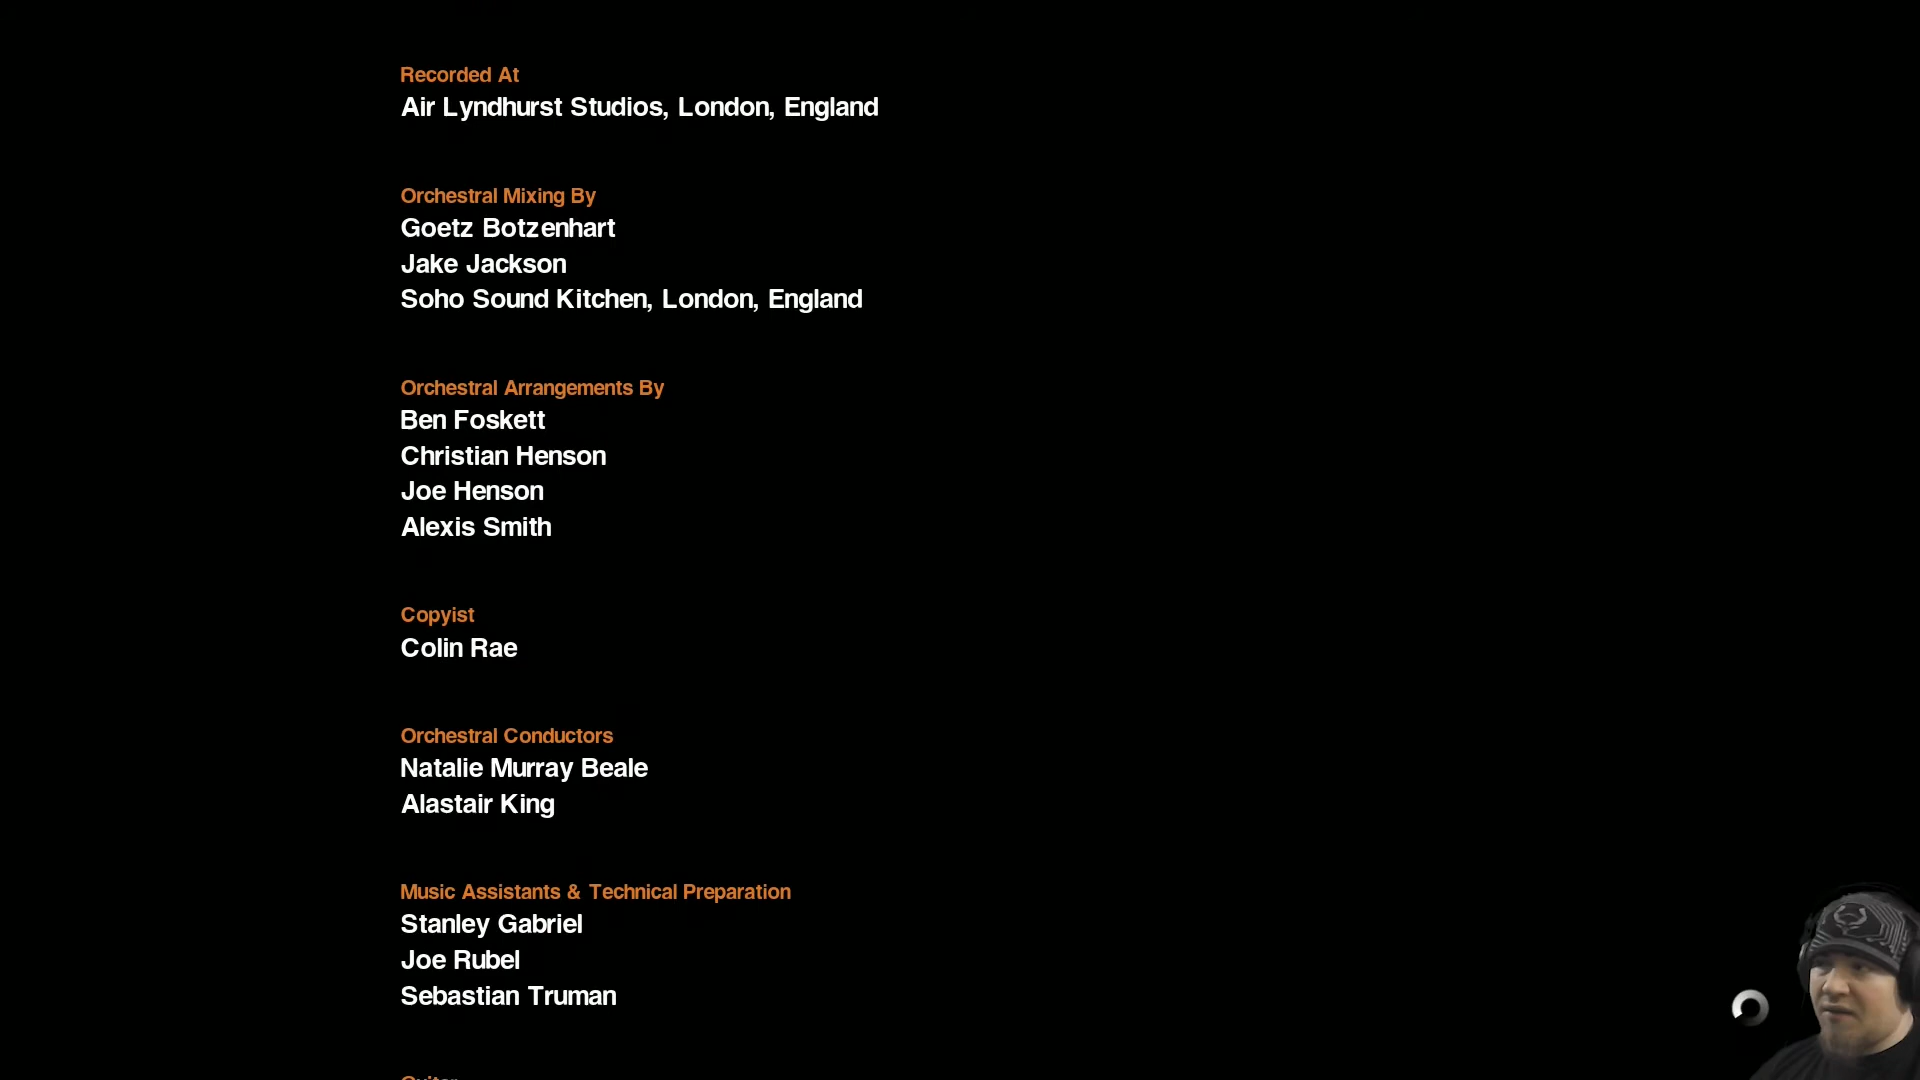 Recorded At
Air Lyndhurst Studios, London, England
Orchestral Mixing By
Goetz Botzenhart
Jake Jackson
Soho Sound Kitchen, London, England
Orchestral Arrangements By
Ben Foskett
Christian Henson
Joe Henson
Alexis Smith
Copyist
Colin Rae
Orchestral Conductors
Natalie Murray Beale
Alastair King
Music Assistants & Technical Preparation
Stanley Gabriel
Joe Rubel
Sebastian Truman